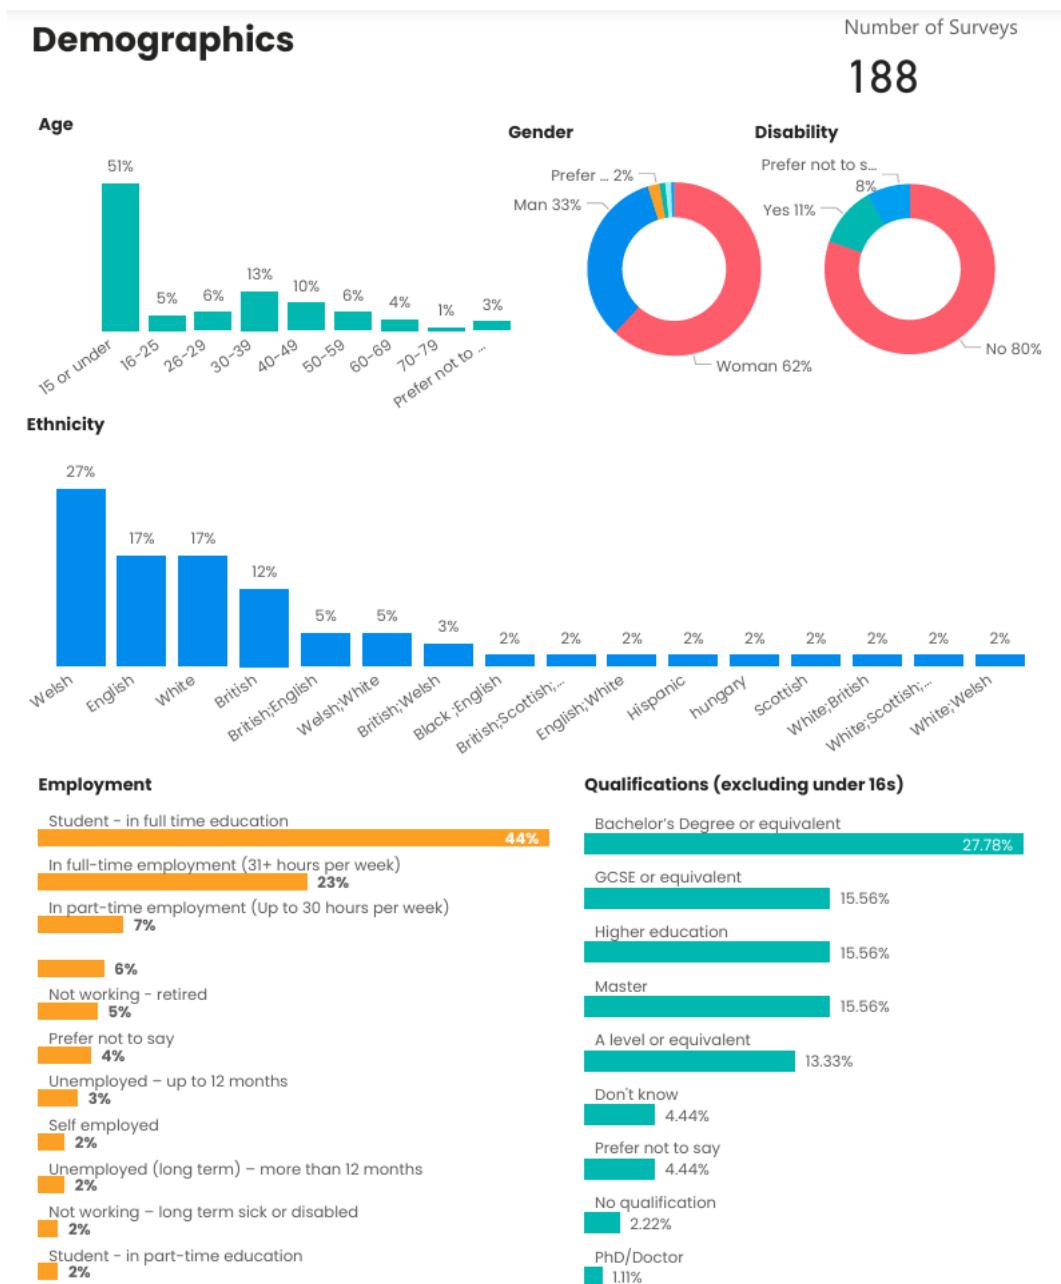 Demographics
Number of Surveys
188
Age
51%
5%
6%
13%
10%
6%
4%
1%
3%
15 or under
16-25
26-29
30-39
40-49
50-59
60-69
70-79
Prefer not to ...
Gender
Prefer ... 2%
Man 33%
Woman 62%
Disability
Prefer not to s...
8%
Yes 11%
No 80%
Ethnicity
27%
17%
17%
12%
5%
5%
3%
2%
2%
2%
2%
2%
2%
2%
2%
2%
Welsh
English
White
British
British;English
Welsh;White
British;Welsh
Black ;English
British;Scottish;...
English;White
Hispanic
hungary
Scottish
White;British
White;Scottish;...
White;Welsh
Employment
Student - in full time education
44%
In full-time employment (31+ hours per week)
23%
In part-time employment (Up to 30 hours per week)
7%
6%
Not working - retired
5%
Prefer not to say
4%
Unemployed – up to 12 months
3%
Self employed
2%
Unemployed (long term) – more than 12 months
2%
Not working – long term sick or disabled
2%
Student - in part-time education
2%
Qualifications (excluding under 16s)
Bachelor's Degree or equivalent
27.78%
GCSE or equivalent
15.56%
Higher education
15.56%
Master
15.56%
A level or equivalent
13.33%
Don't know
4.44%
Prefer not to say
4.44%
No qualification
2.22%
PhD/Doctor
1.11%